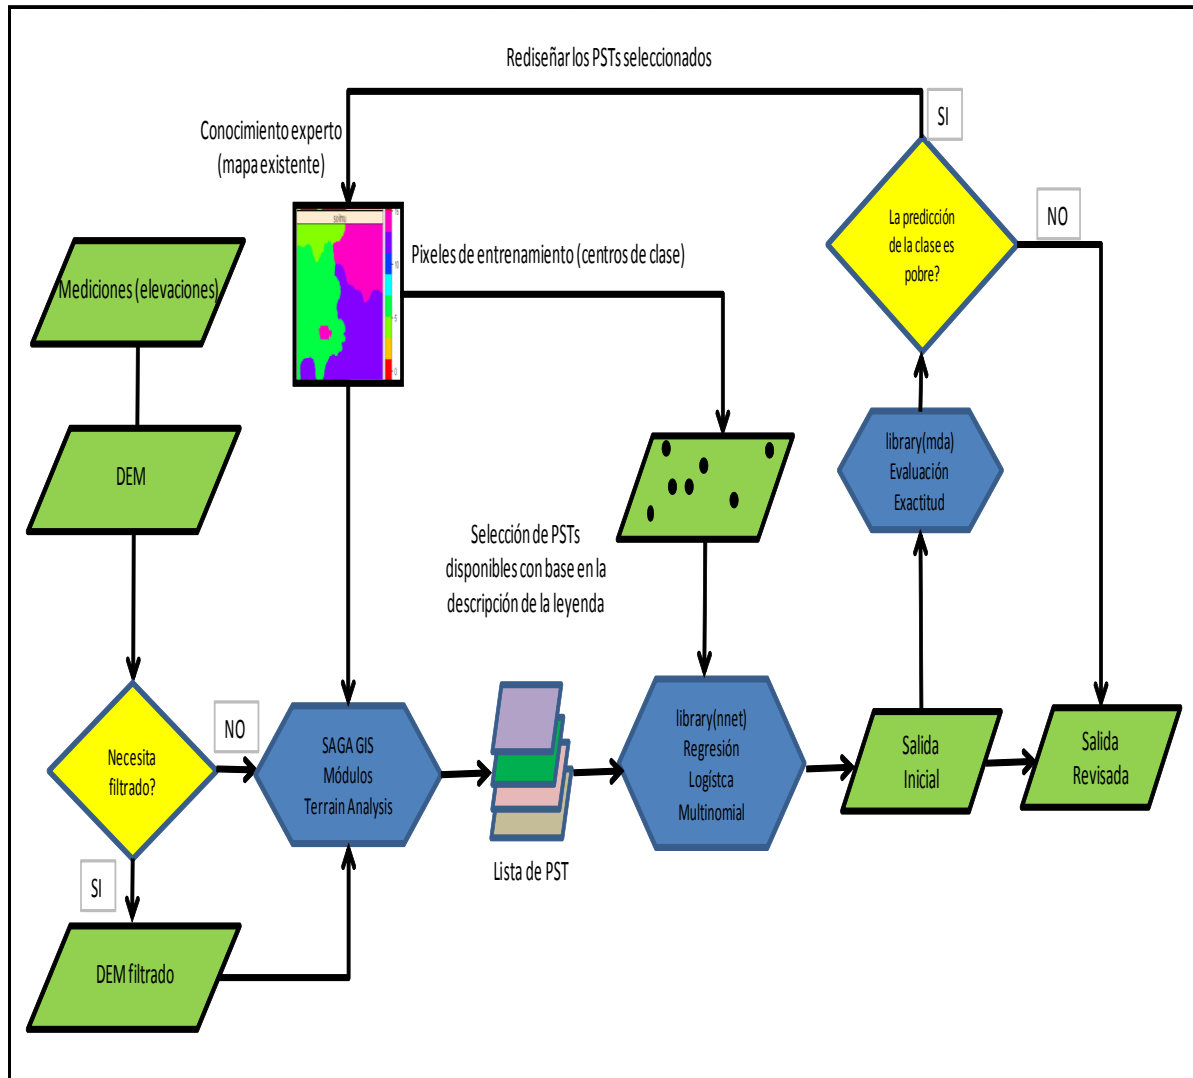 Rediseñar los PSTs seleccionados
SI
Conocimiento experto
(mapa existente)
La predicción
de la clase es
pobre?
NO
Pixeles de entrenamiento (centros de clase)
Mediciones (elevaciones)
library(mda)
Evaluación
Exactitud
DEM
Selección de PSTs
disponibles con base en la
descripción de la leyenda
Necesita
filtrado?
NO
SAGA GIS
Módulos
Terrain Analysis
library(nnet)
Regresión
Logístca
Multinomial
Salida
Inicial
Salida
Revisada
Lista de PST
SI
DEM filtrado